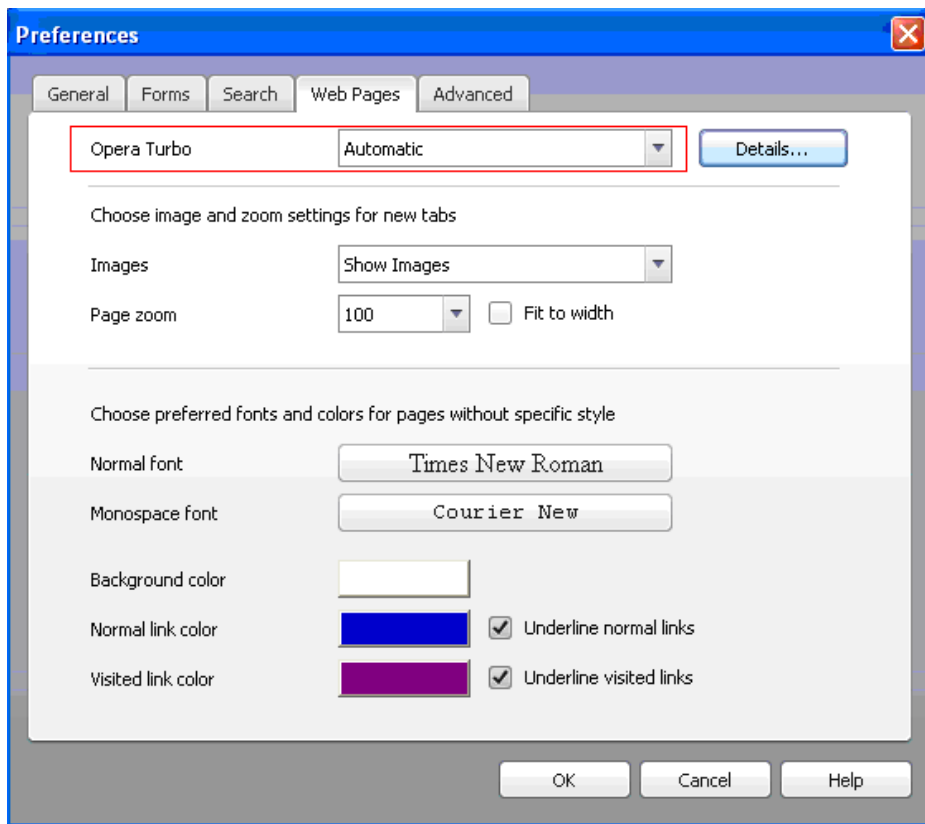 Preferences
General Forms Search Web Pages Advanced
Opera Turbo Automatic Details...
Choose image and zoom settings for new tabs
Images Show Images
Page zoom 100 Fit to width
Choose preferred fonts and colors for pages without specific style
Normal font Times New Roman
Monospace font Courier New
Background color
Normal link color Underline normal links
Visited link color Underline visited links
OK Cancel Help